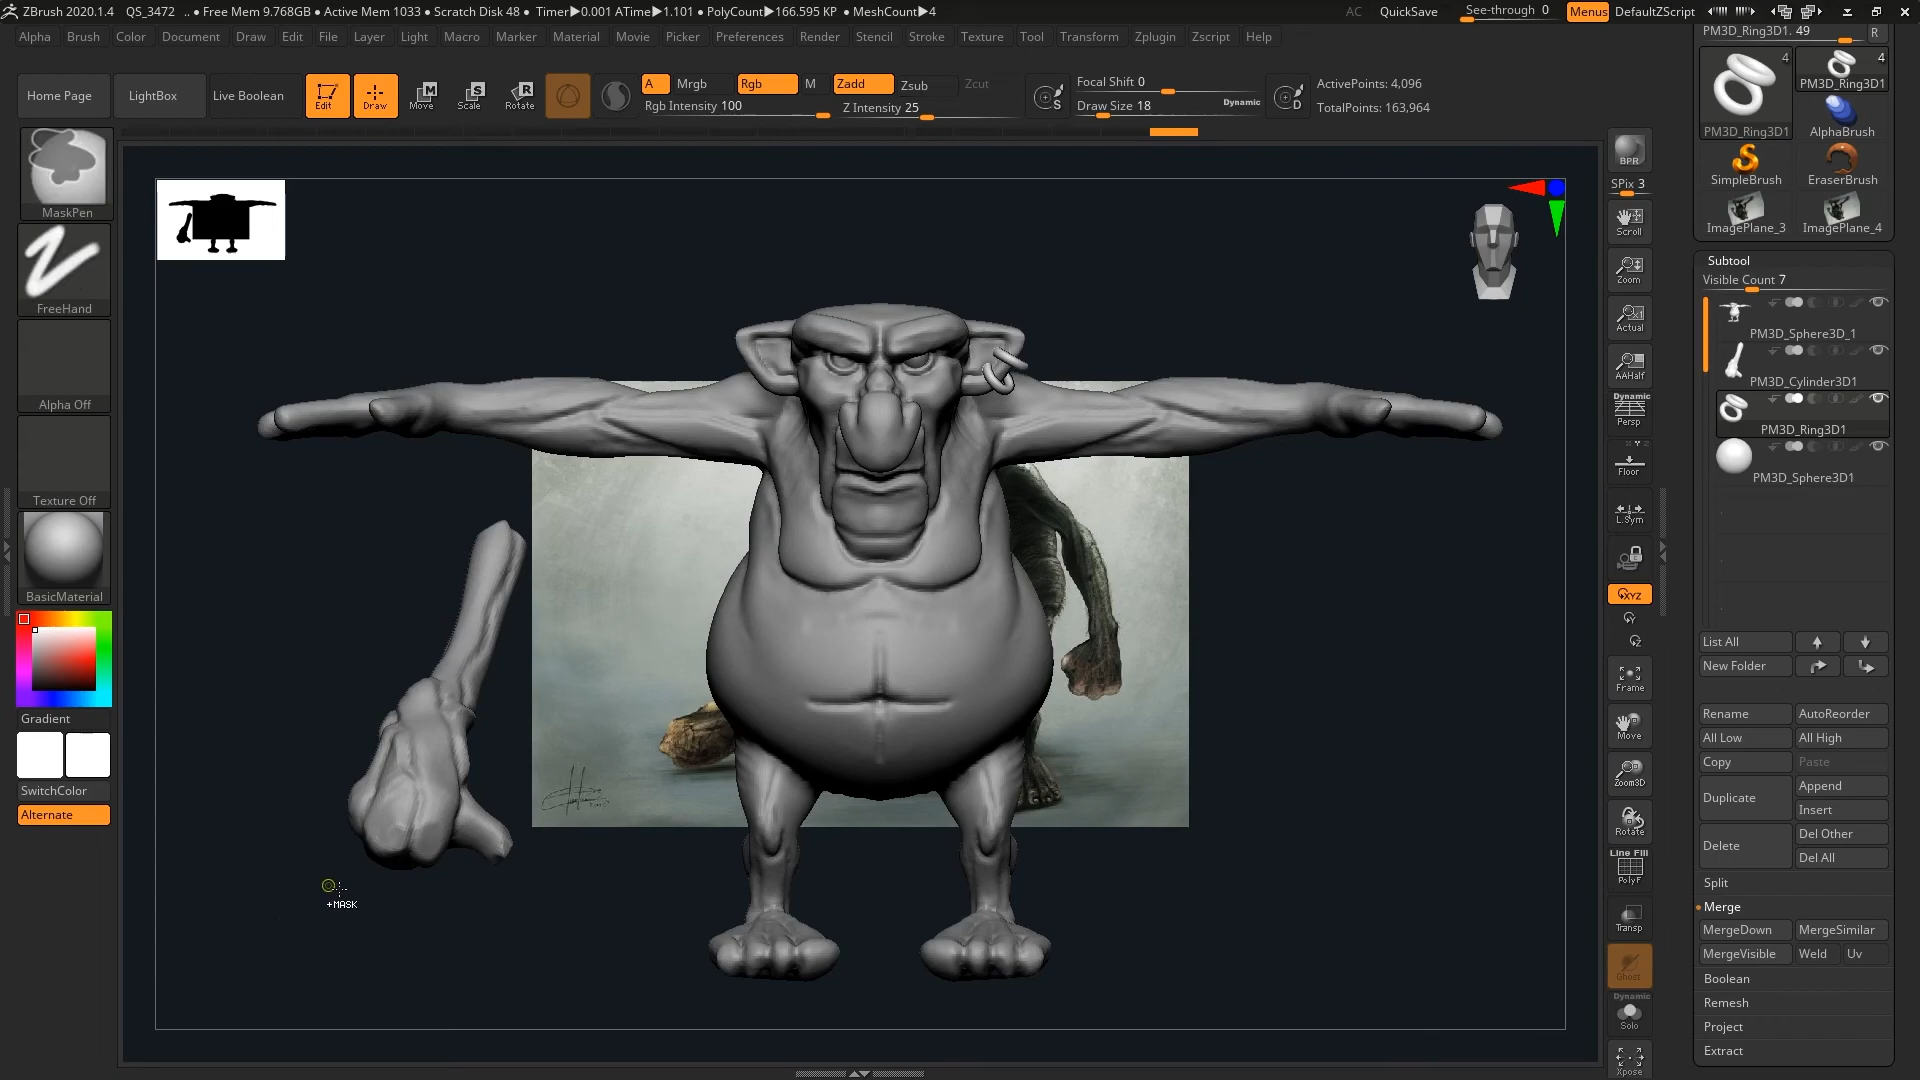 ZBrush 2020.1.4 QS_3472 .. ● Free Mem 9.768GB ● Active Mem 1033 ● Scratch Disk 48 ● Timer▶0.001 ATime▶1.101 ● PolyCount▶166.595 KP ● MeshCount▶4 AC QuickSave See-through 0 Menus DefaultZScript
Alpha Brush Color Document Draw Edit File Layer Light Macro Marker Material Movie Picker Preferences Render Stencil Stroke Texture Tool Transform Zplugin Zscript Help
Home Page LightBox Live Boolean Edit Draw Move Scale Rotate
M S R
A Mrgb Rgb M Zadd Zsub Zcut
Rgb Intensity 100 Z Intensity 25
S Focal Shift 0
Draw Size 18 Dynamic
D ActivePoints: 4,096
TotalPoints: 163,964
MaskPen
FreeHand
Alpha Off
Texture Off
BasicMaterial
Gradient
SwitchColor
Alternate
+MASK
BPR
SPix 3
Scroll
Zoom
Actual
AAHalf
Dynamic
Persp
Floor
L.Sym
XYZ
Y
Z
Frame
Move
Zoom3D
Rotate
Line Fill
PolyF
Transp
Ghost
Dynamic
Solo
Xpose
PM3D_Ring3D1. 49 R
4 4
PM3D_Ring3D1
PM3D_Ring3D1 AlphaBrush
SimpleBrush EraserBrush
ImagePlane_3 ImagePlane_4
Subtool
Visible Count 7
PM3D_Sphere3D_1
PM3D_Cylinder3D1
PM3D_Ring3D1
PM3D_Sphere3D1
List All
New Folder
Rename AutoReorder
All Low All High
Copy Paste
Duplicate Append
Insert
Delete Del Other
Del All
Split
Merge
MergeDown MergeSimilar
MergeVisible Weld Uv
Boolean
Remesh
Project
Extract